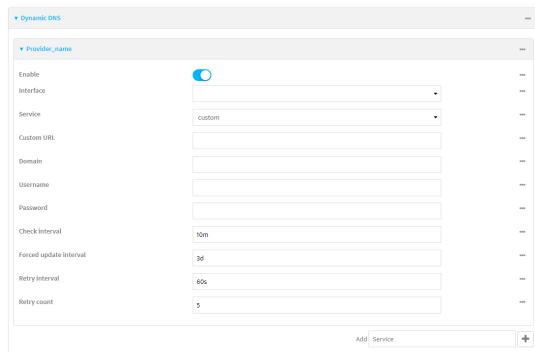 Dynamic DNS
Provider_name
Enable
Interface
Service custom
Custom URL
Domain
Username
Password
Check interval 10m
Forced update interval 3d
Retry interval 60s
Retry count 5
Add Service